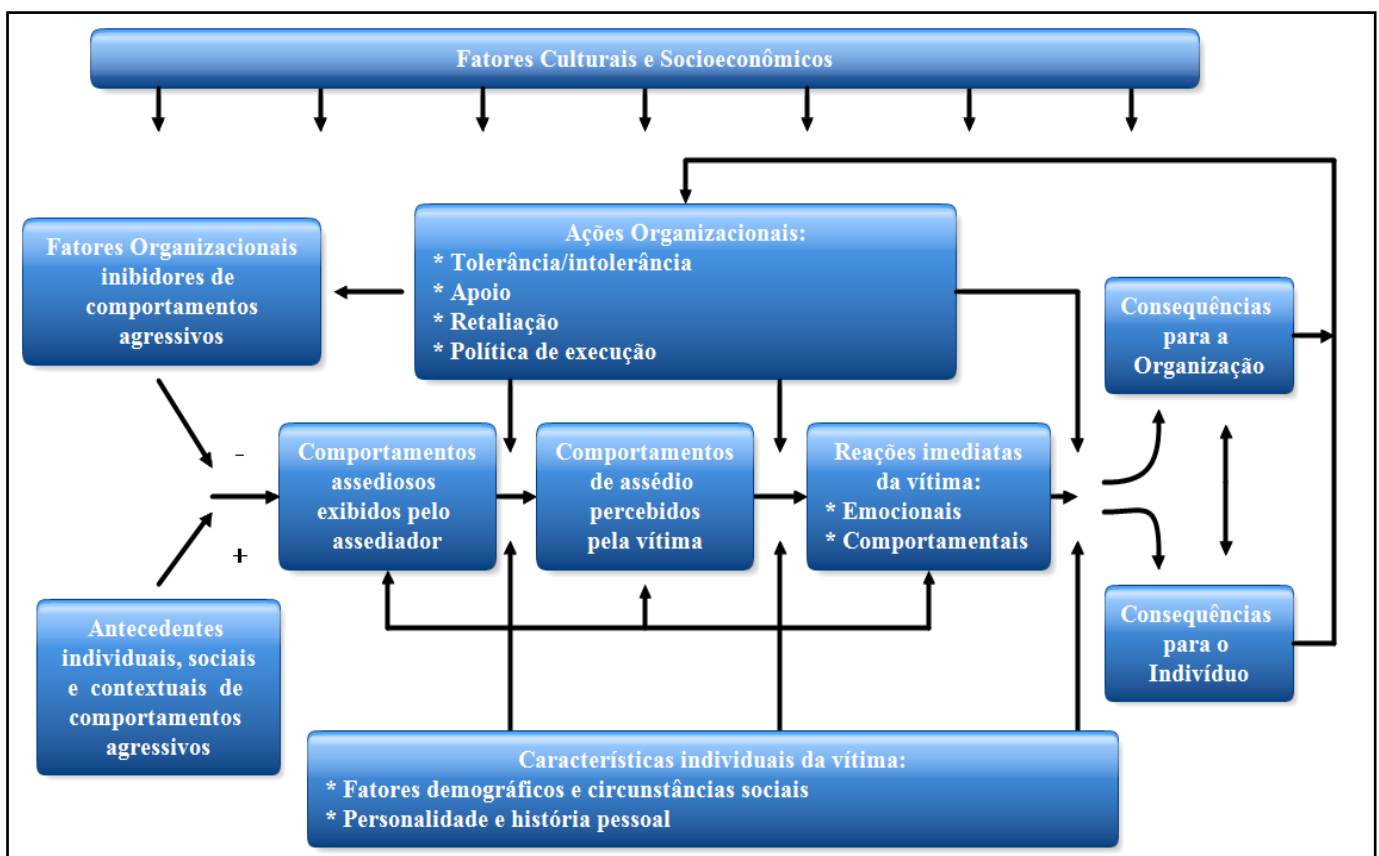 Fatores Culturais e Socioeconômicos
Fatores Organizacionais
inibidores de
comportamentos
agressivos
Ações Organizacionais:
* Tolerância/intolerância
* Apoio
* Retaliação
* Política de execução
Consequências
para a
Organização
-
+
Comportamentos
assediosos
exibidos pelo
assediador
Comportamentos
de assédio
percebidos
pela vítima
Reações imediatas
da vítima:
* Emocionais
* Comportamentais
Antecedentes
individuais, sociais
e contextuais de
comportamentos
agressivos
Consequências
para o
Indivíduo
Características individuais da vítima:
* Fatores demográficos e circunstâncias sociais
* Personalidade e história pessoal